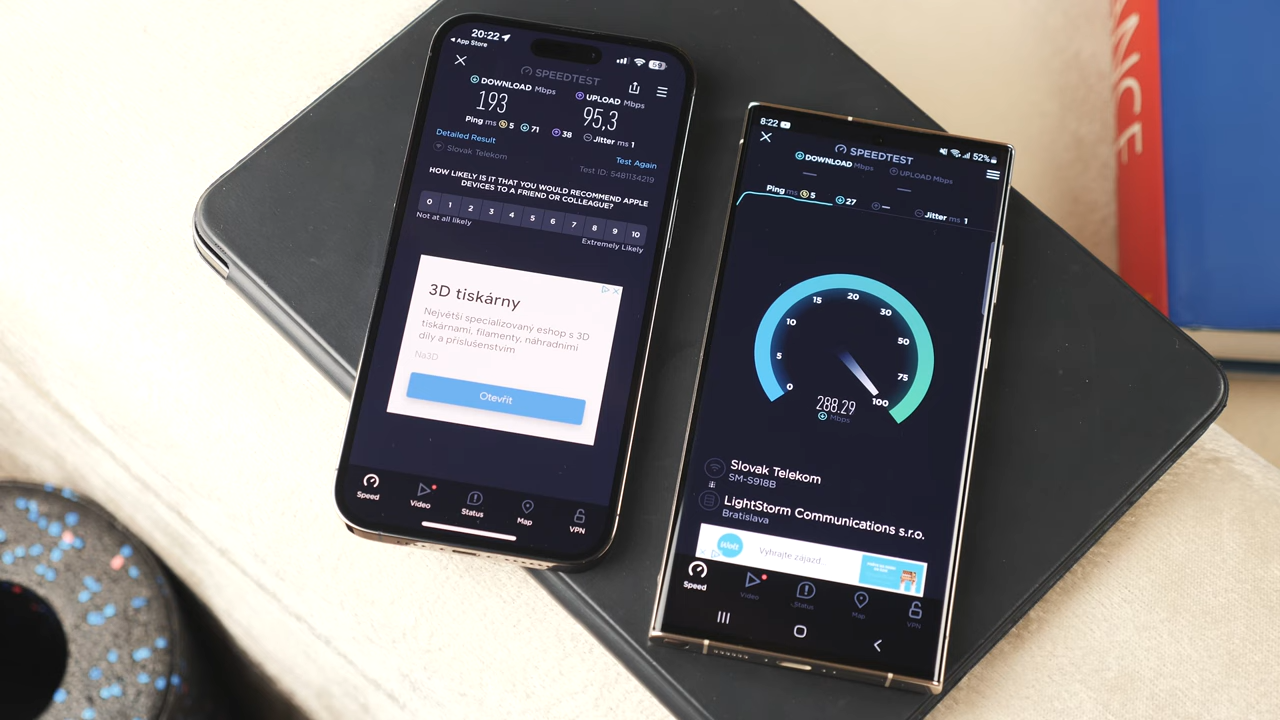 20:22
App Store
59
SPEEDTEST
DOWNLOAD Mbps
UPLOAD Mbps
193
95,3
Ping ms 5 71 38 Jitter ms 1
Detailed Result
Test Again
Slovak Telekom
Test ID: 5481134219
HOW LIKELY IS IT THAT YOU WOULD RECOMMEND APPLE
DEVICES TO A FRIEND OR COLLEAGUE?
0 1 2 3 4 5 6 7 8 9 10
Not at all likely
Extremely Likely
3D tiskárny
Největší specializovaný eshop s 3D
tiskárnami, filamenty, náhradními
díly a příslušenstvím
Na3D
Otevřít
Speed
Video
Status
Map
VPN
8:22
52%
SPEEDTEST
DOWNLOAD Mbps
UPLOAD Mbps
— —
Ping ms 5 27 — Jitter ms 1
0
5
10
15
20
30
50
75
100
288.29
Mbps
Slovak Telekom
SM-S918B
LightStorm Communications s.r.o.
Bratislava
Wolt
Vyhrajte zájazd
Speed
Video
Status
Map
VPN
ANCE